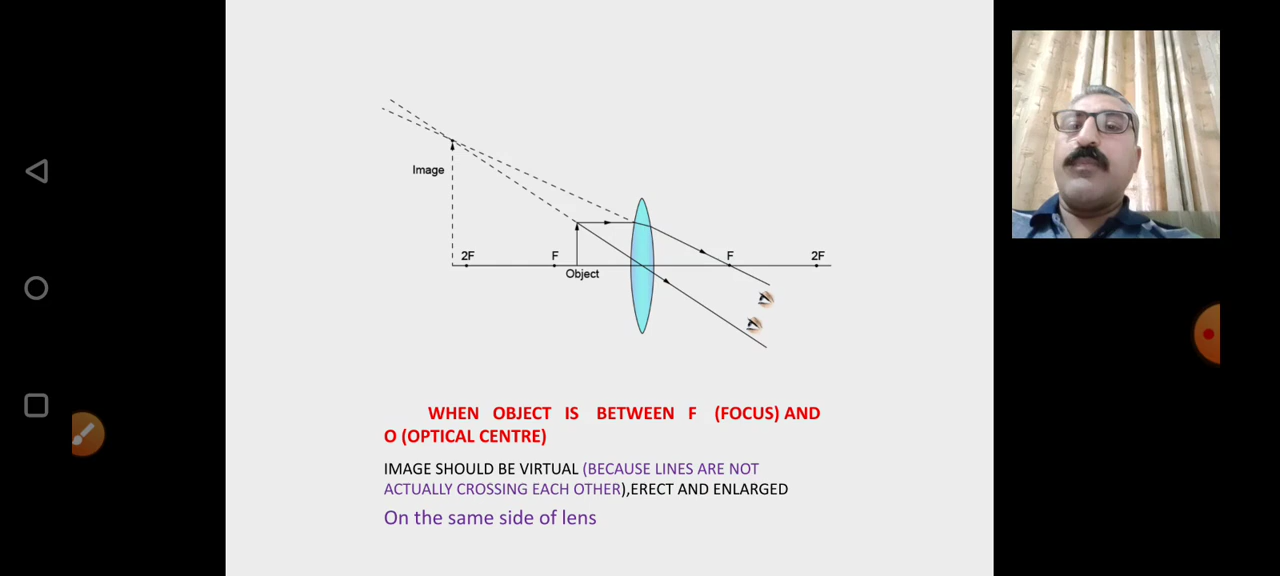 Image
2F
F
Object
F
2F
WHEN OBJECT IS BETWEEN F (FOCUS) AND
O (OPTICAL CENTRE)
IMAGE SHOULD BE VIRTUAL (BECAUSE LINES ARE NOT
ACTUALLY CROSSING EACH OTHER),ERECT AND ENLARGED
On the same side of lens